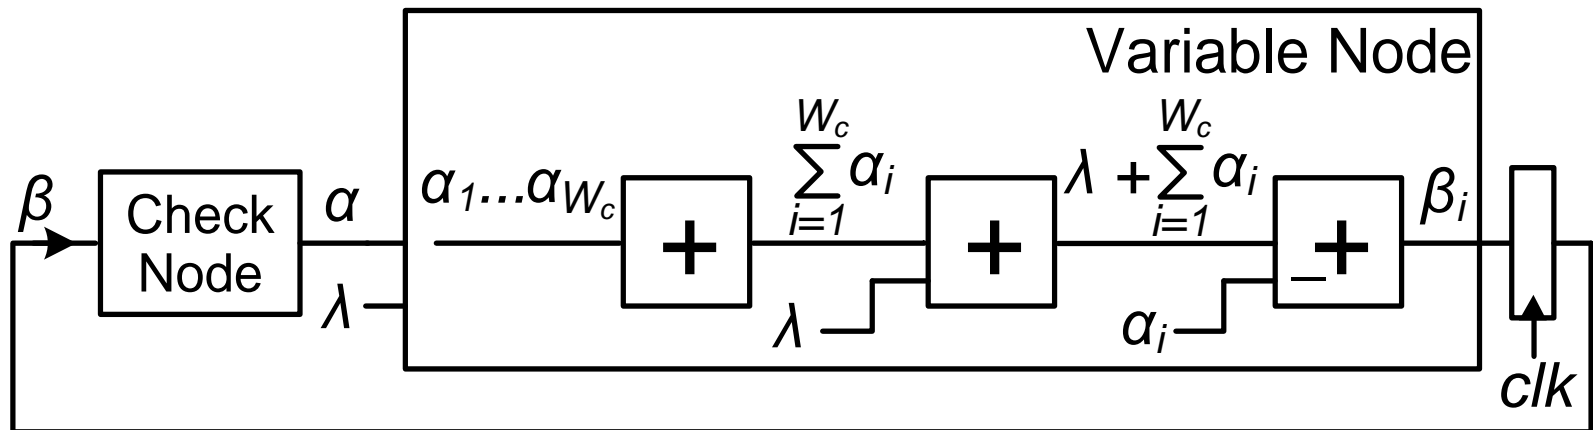 Variable Node
β
Check
Node
α
λ
α1...αWc
+
Wc
∑αi
i=1
λ
+
λ + ∑αi
Wc
i=1
αi
– +
βi
clk